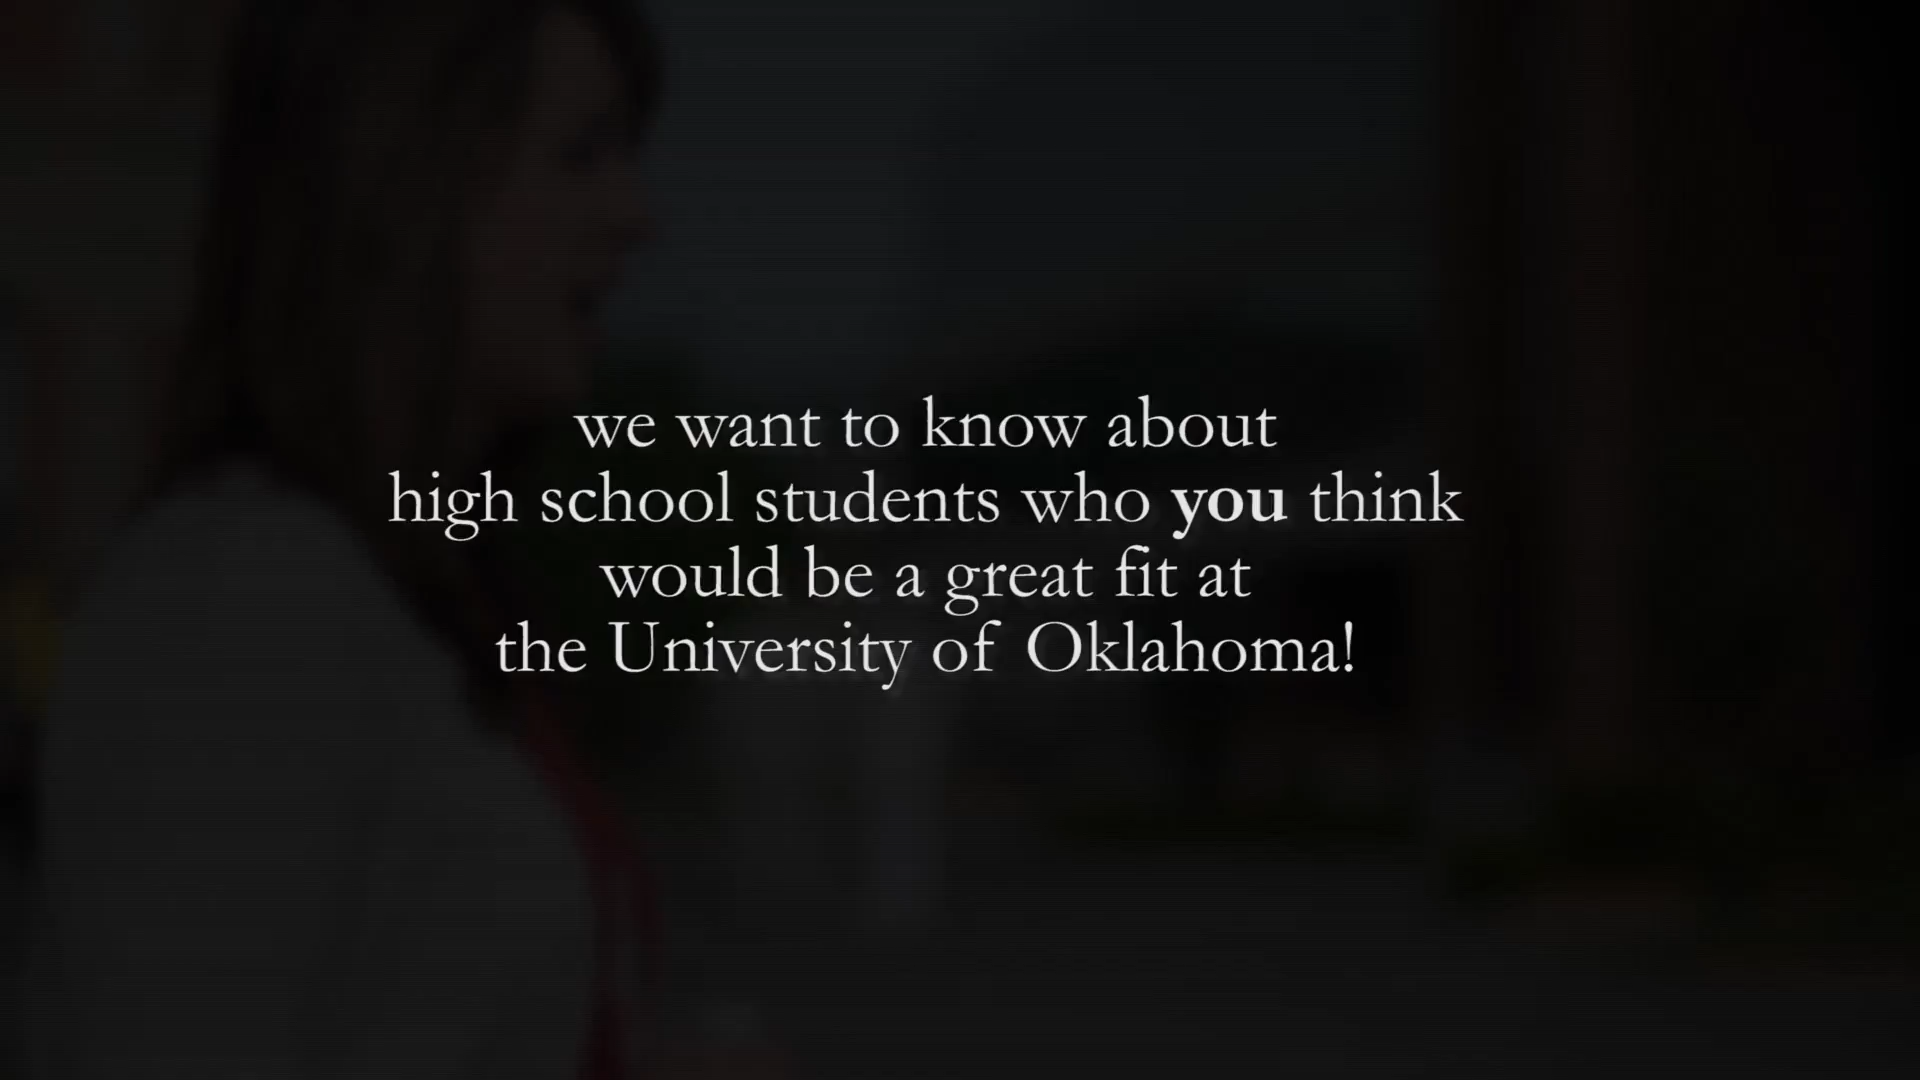 we want to know about
high school students who you think
would be a great fit at
the University of Oklahoma!